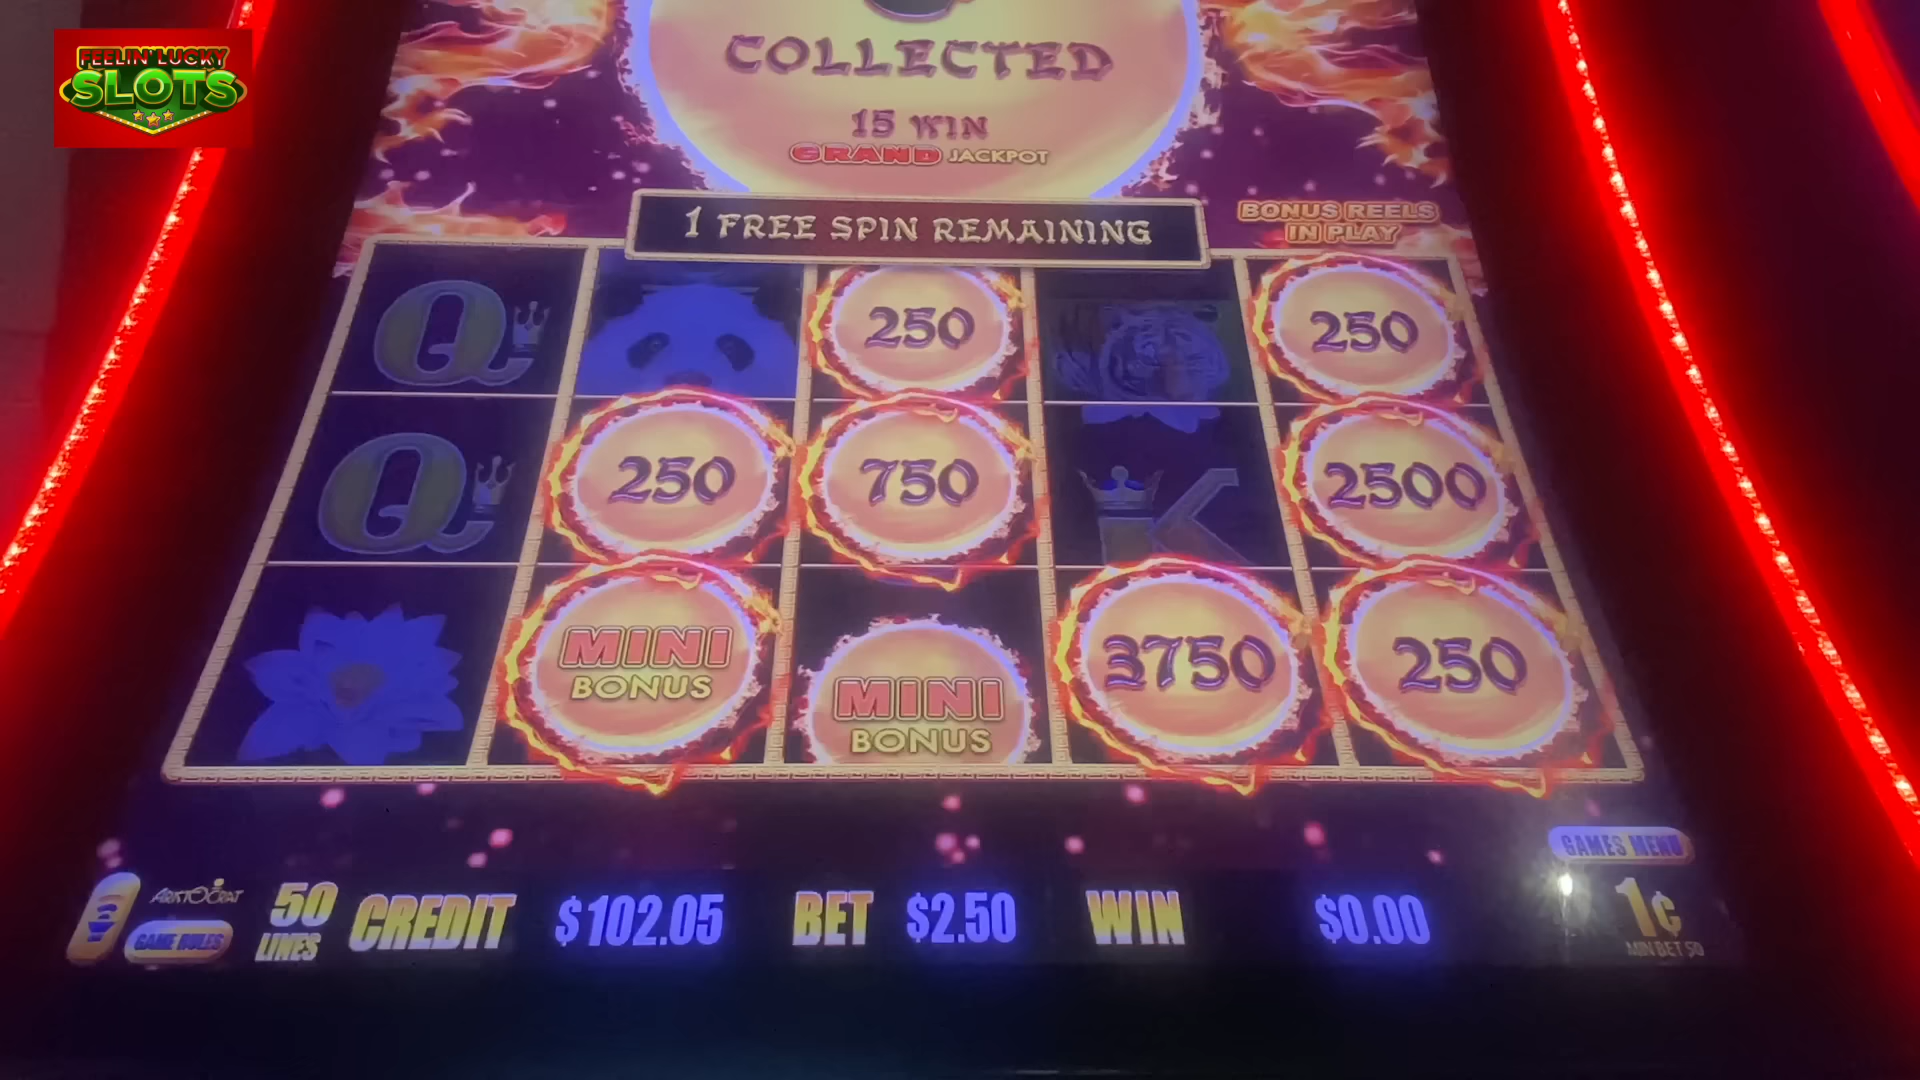 FEELIN' LUCKY
SLOTS
COLLECTED
15 WIN
GRAND JACKPOT
1 FREE SPIN REMAINING
BONUS REELS
IN PLAY
Q
250
250
Q
250
750
K
2500
MINI
BONUS
MINI
BONUS
3750
250
GAMES MENU
ARISTOCRAT
GAME RULES
50
LINES
CREDIT
$102.05
BET
$2.50
WIN
$0.00
1¢
MIN BET 50